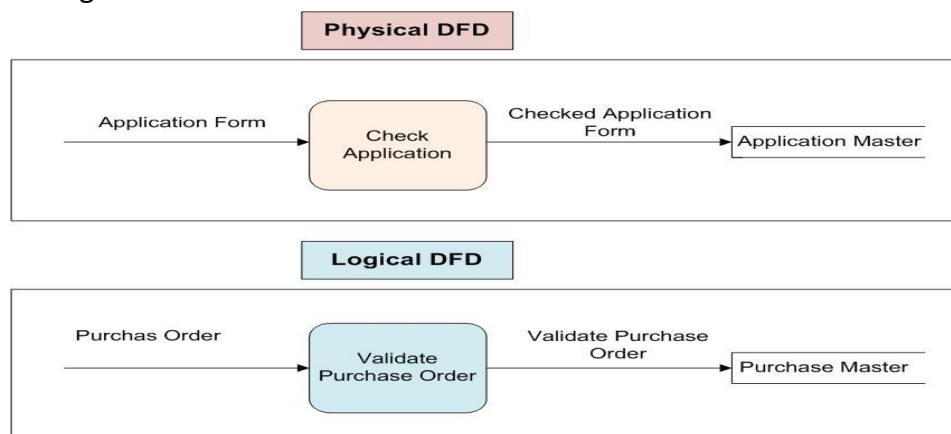 Physical DFD
Application Form
Check
Application
Checked Application
Form
Application Master
Logical DFD
Purchas Order
Validate
Purchase Order
Validate Purchase
Order
Purchase Master